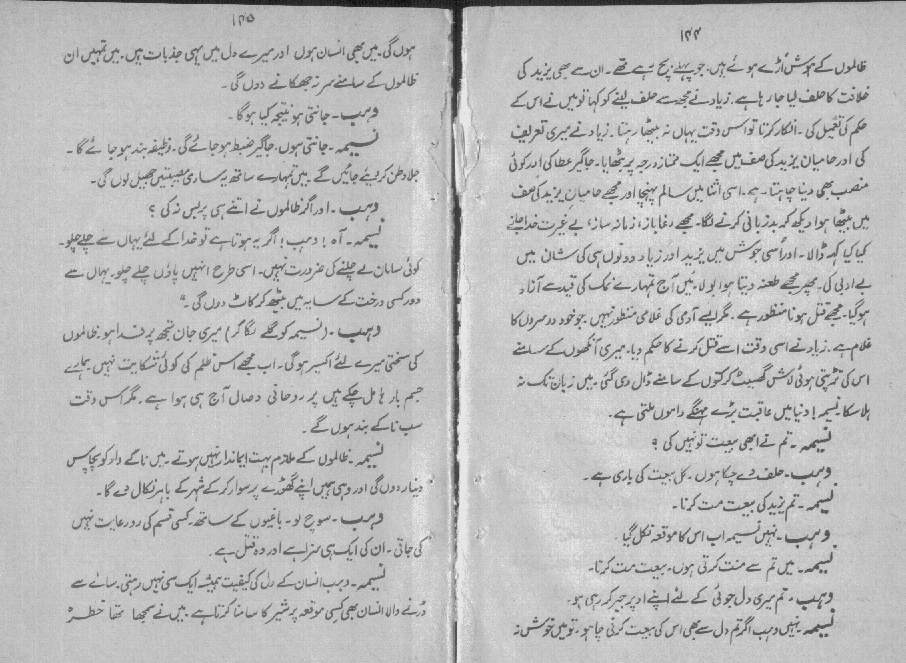 ۱۴۴
ظالموں کے ہوش اُڑے ہوئے ہیں۔ جو پہلے بیچ رہے تھے۔ ان سے بھی یزید کی
خلافت کا حلف لیا جا رہا ہے۔ زیاد نے مجھ سے حلف لینے کو کہا تو میں نے اس کے
حکم کی تعمیل کی۔ انکار کرتا تو اس وقت یہاں نہ بیٹھا رہتا۔ زیاد نے میری تعریف
کی اور حامیان یزید کی صف میں مجھے ایک ممتاز درجہ پر بٹھایا۔ جاگیر عطا کی اور کوئی
منصب بھی دینا چاہتا ہے۔ اسی اثنا میں سالم پہنچا اور مجھے حامیان یزید کی صف
میں بیٹھا ہوا دیکھ کر بدزبانی کرنے لگا۔ مجھے دغاباز، زمانہ ساز، بے غیرت خدا جانے
کیا کیا کہہ ڈالا۔ اور اُسی جوش میں یزید اور زیاد دونوں ہی کی شان میں
بے ادبی کی۔ پھر مجھے طعنہ دیتا ہوا بولا۔ میں آج تمہارے نمک کی قید سے آزاد
ہو گیا۔ مجھے قتل ہونا منظور ہے۔ مگر ایسے آدمی کی غلامی منظور نہیں۔ جو خود دوسروں کا
غلام ہے۔ زیاد نے اسی وقت اسے قتل کرنے کا حکم دیا۔ میری آنکھوں کے سامنے
اس کی تڑپتی ہوئی لاش گھسیٹ کر کتوں کے سامنے ڈال دی گئی۔ میں زبان تک نہ
ہلا سکا نسیمہ! دنیا میں عاقبت بڑے مہنگے داموں ملتی ہے۔
نسیمہ۔ تم نے ابھی بیعت تو نہیں کی ؟
وہب۔ حلف دے چکا ہوں۔ کل بیعت کی باری ہے۔
نسیمہ۔ تم یزید کی بیعت مت کرنا۔
وہب۔ نہیں نسیمہ اب اس کا موقعہ نکل گیا
نسیمہ۔ میں تم سے منت کرتی ہوں۔ بیعت مت کرنا۔
وہب۔ تم میری دل جوئی کے لئے اپنے اوپر جبر کر رہی ہو۔
نسیمہ۔ نہیں وہب اگر تم دل سے بھی اس کی بیعت کرنی چاہو۔ تو میں خوش نہ
۱۴۵
ہوں گی۔ میں بھی انسان ہوں اور میرے دل میں یہی جذبات ہیں۔ میں تمہیں ان
ظالموں کے سامنے سر نہ جھکانے دوں گی۔
وہب۔ جانتی ہو نتیجہ کیا ہو گا۔
نسیمہ۔ جانتی ہوں۔ جاگیر ضبط ہو جائے گی۔ وظیفہ بند ہو جائے گا۔
جلا وطن کر دیئے جائیں گے۔ میں تمہارے ساتھ یہ ساری مصیبتیں جھیل لوں گی۔
وہب۔ اور اگر ظالموں نے اتنے ہی پر بس نہ کی ؟
نسیمہ۔ آہ! وہب! اگر یہ ہوتا ہے تو خدا کے لئے یہاں سے چلے چلو۔
کوئی سامان لے چلنے کی ضرورت نہیں۔ اسی طرح انہیں پاؤں چلے چلو۔ یہاں سے
دور کسی درخت کے سایہ میں بیٹھ کر کاٹ دوں گی۔
وہب۔ (نسیمہ کو گلے لگا کر) میری جان تجھ پر فدا ہو۔ ظالموں
کی سختی میرے لئے اکسیر ہو گی۔ اب مجھے اس ظلم کی کوئی شکایت نہیں۔ ہمارے
جسم بارہا مل چکے ہیں پر روحانی وصال آج ہی ہوا ہے۔ مگر اس وقت
سب ناکے بند ہوں گے۔
نسیمہ۔ ظالموں کے ملازم بہت ایماندار نہیں ہوتے۔ میں ناکے دار کو پچاس
دینار دوں گی اور وہی ہمیں اپنے گھوڑے پر سوار کر کے شہر کے باہر نکال دے گا۔
وہب۔ سوچ لو۔ باغیوں کے ساتھ کسی قسم کی رو رعایت نہیں
کی جاتی۔ ان کی ایک ہی سزا ہے اور وہ قتل ہے۔
نسیمہ۔ وہب انسان کے دل کی کیفیت ہمیشہ ایک سی نہیں رہتی۔ سائے سے
ڈرنے والا انسان بھی کسی موقعہ پر شیر کا سامنا کرتا ہے۔ میں نے سمجھا تھا خطرہ